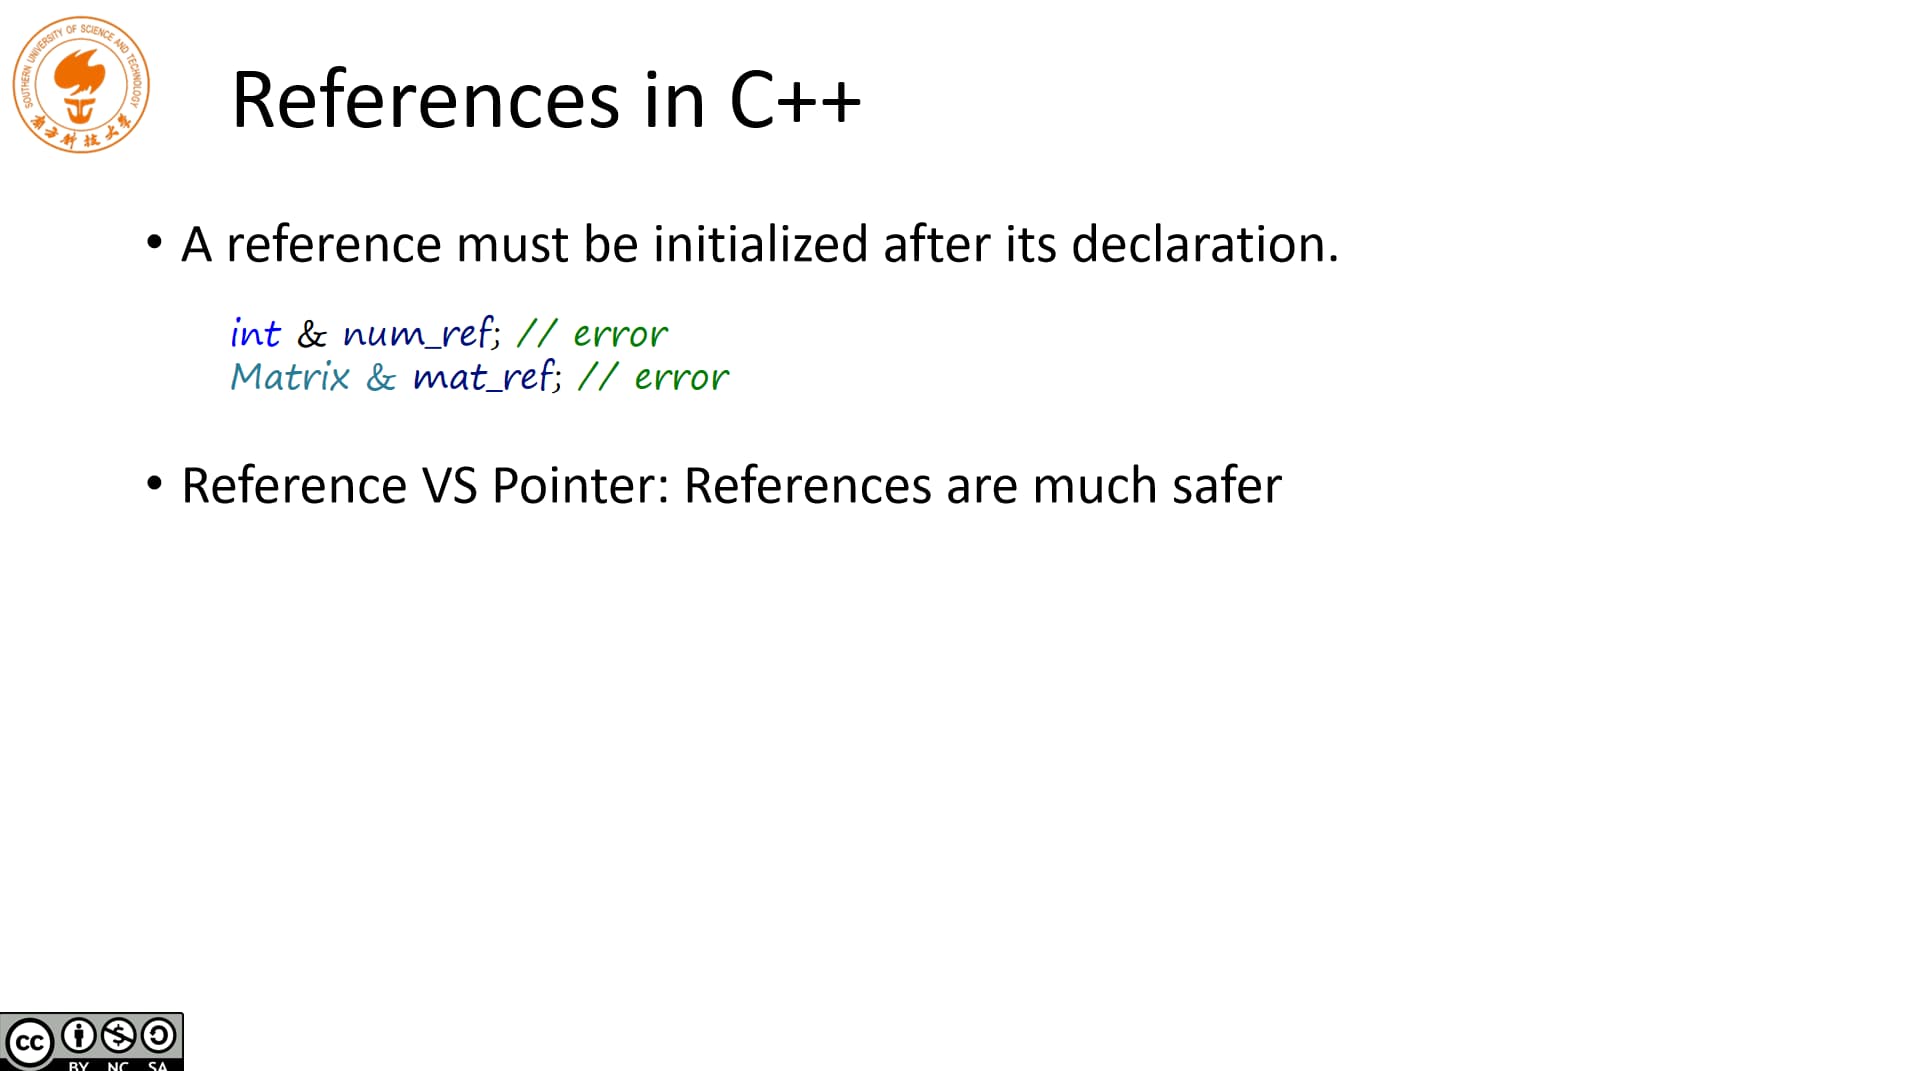 SOUTHERN UNIVERSITY OF SCIENCE AND TECHNOLOGY
南方科技大学
References in C++
• A reference must be initialized after its declaration.
int & num_ref; // error
Matrix & mat_ref; // error
• Reference VS Pointer: References are much safer
cc
BY NC SA